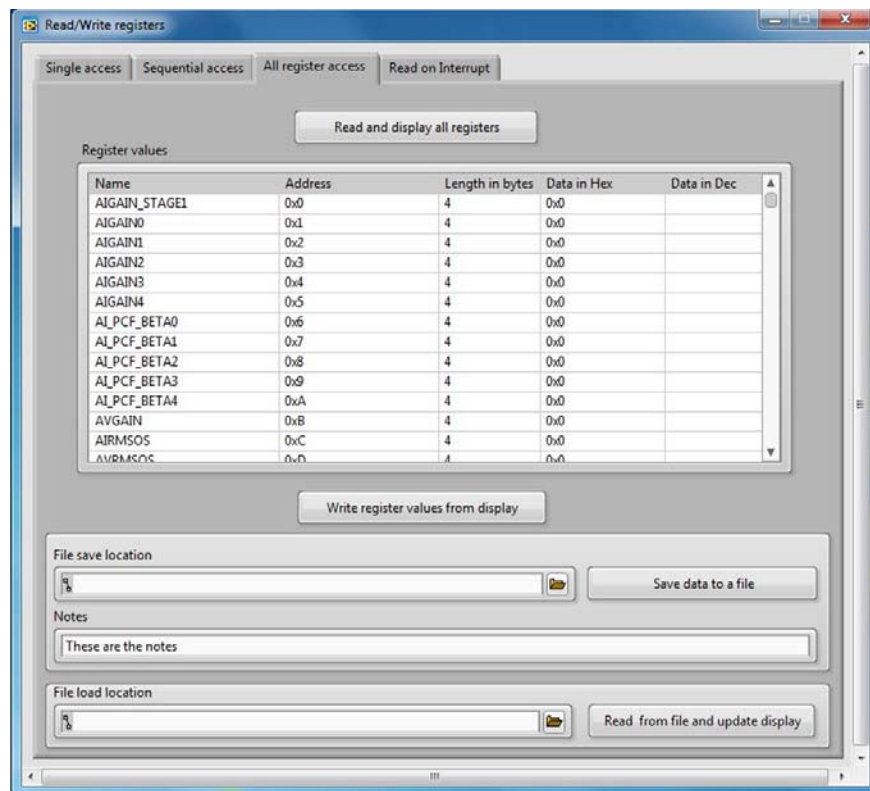 Read/Write registers
Single access Sequential access All register access Read on Interrupt
Read and display all registers
Register values
Name Address Length in bytes Data in Hex Data in Dec
AIGAIN_STAGE1 0x0 4 0x0
AIGAIN0 0x1 4 0x0
AIGAIN1 0x2 4 0x0
AIGAIN2 0x3 4 0x0
AIGAIN3 0x4 4 0x0
AIGAIN4 0x5 4 0x0
AI_PCF_BETA0 0x6 4 0x0
AI_PCF_BETA1 0x7 4 0x0
AI_PCF_BETA2 0x8 4 0x0
AI_PCF_BETA3 0x9 4 0x0
AI_PCF_BETA4 0xA 4 0x0
AVGAIN 0xB 4 0x0
AIRMSOS 0xC 4 0x0
AVRMSOS 0xD 4 0x0
Write register values from display
File save location
Save data to a file
Notes
These are the notes
File load location
Read from file and update display